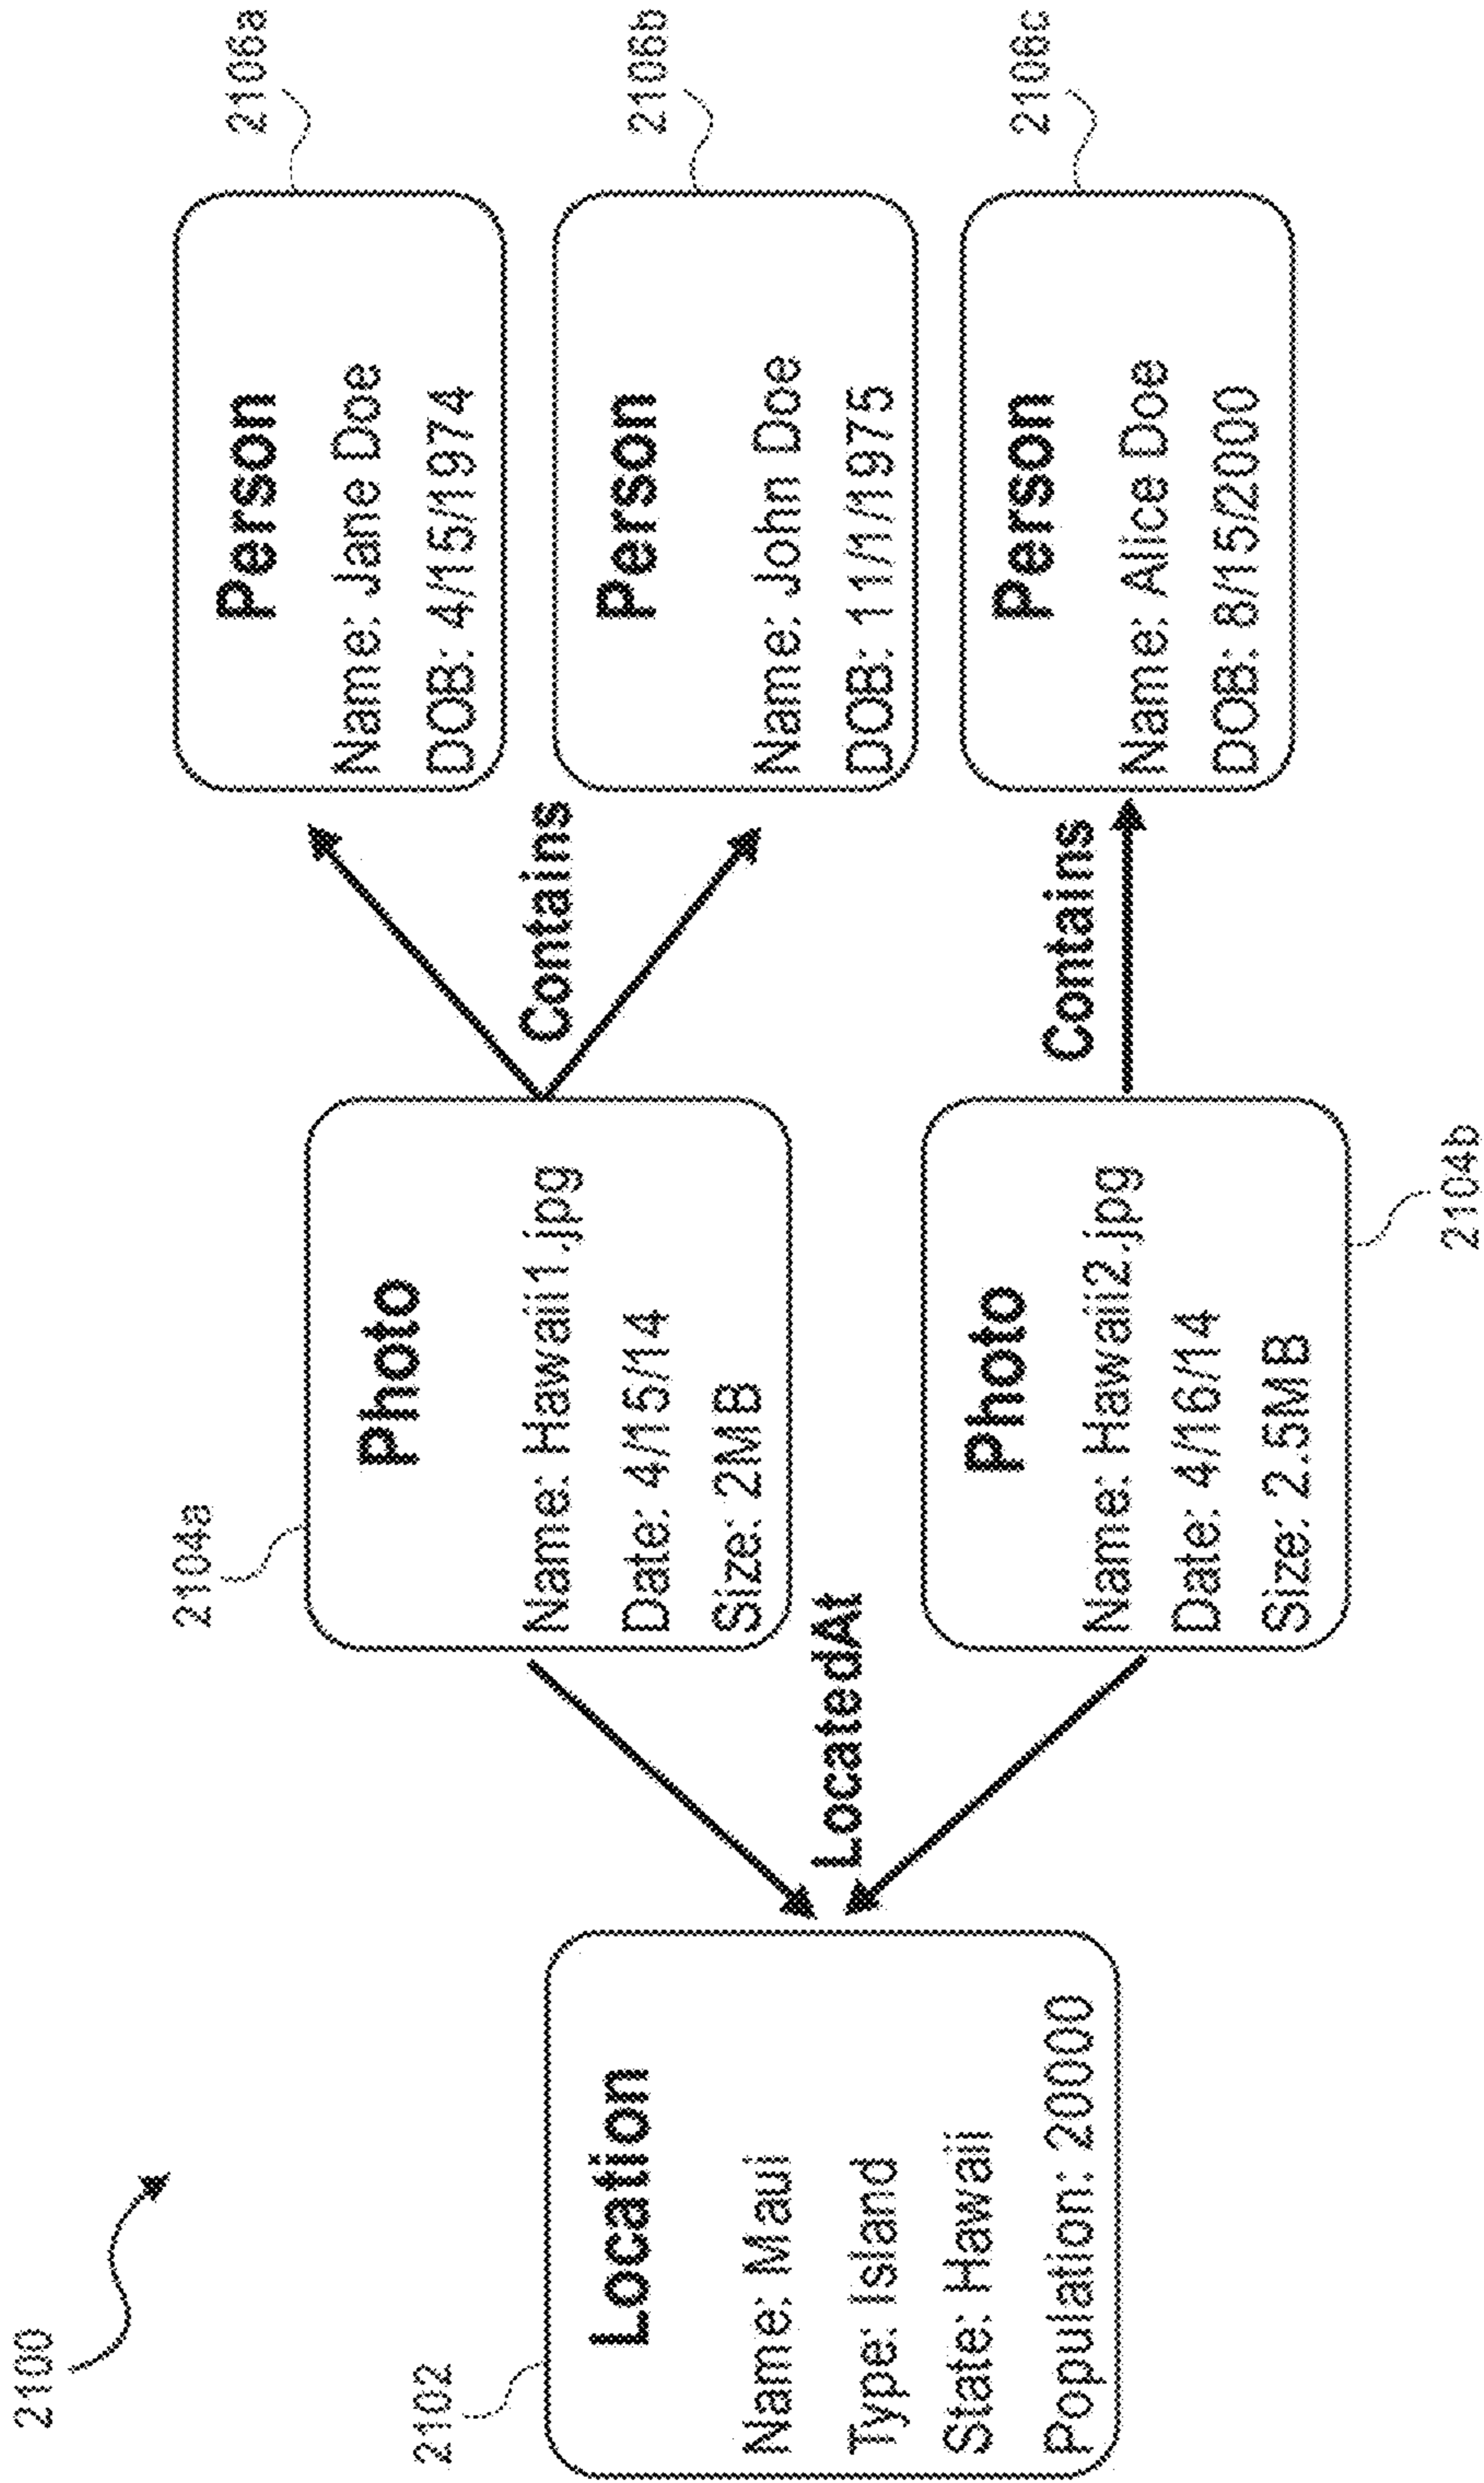 2100
2102
Location
Name: Maui
Type: Island
State: Hawaii
Population: 20000
LocatedAt
2104a
Photo
Name: Hawaii1.jpg
Date: 4/15/14
Size: 2MB
Photo
Name: Hawaii2.jpg
Date: 4/16/14
Size: 2.5MB
2104b
Contains
Contains
2106a
Person
Name: Jane Doe
DOB: 4/15/1974
2106b
Person
Name: John Doe
DOB: 11/1/1975
2106c
Person
Name: Alice Doe
DOB: 8/15/2000